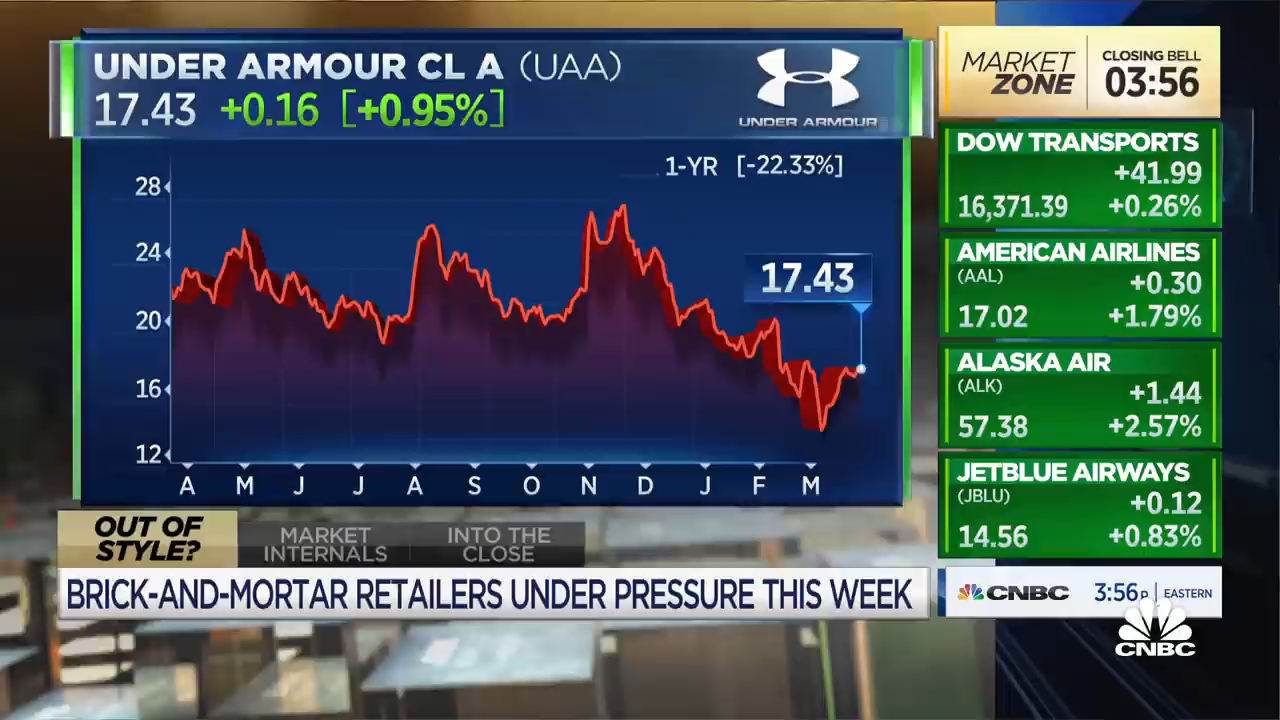 UNDER ARMOUR CL A (UAA)
17.43 +0.16 [+0.95%]
UNDER ARMOUR
1-YR [-22.33%]
28
24
20
16
12
17.43
A M J J A S O N D J F M
MARKET ZONE
CLOSING BELL
03:56
DOW TRANSPORTS
+41.99
16,371.39 +0.26%
AMERICAN AIRLINES
(AAL) +0.30
17.02 +1.79%
ALASKA AIR
(ALK) +1.44
57.38 +2.57%
JETBLUE AIRWAYS
(JBLU) +0.12
14.56 +0.83%
OUT OF
STYLE?
MARKET
INTERNALS
INTO THE
CLOSE
BRICK-AND-MORTAR RETAILERS UNDER PRESSURE THIS WEEK
CNBC 3:56P EASTERN
CNBC